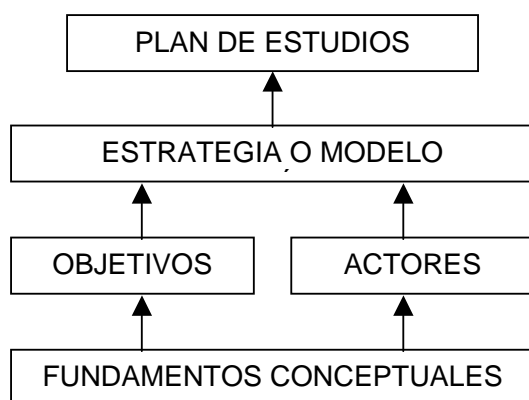 PLAN DE ESTUDIOS
ESTRATEGIA O MODELO
OBJETIVOS
ACTORES
FUNDAMENTOS CONCEPTUALES